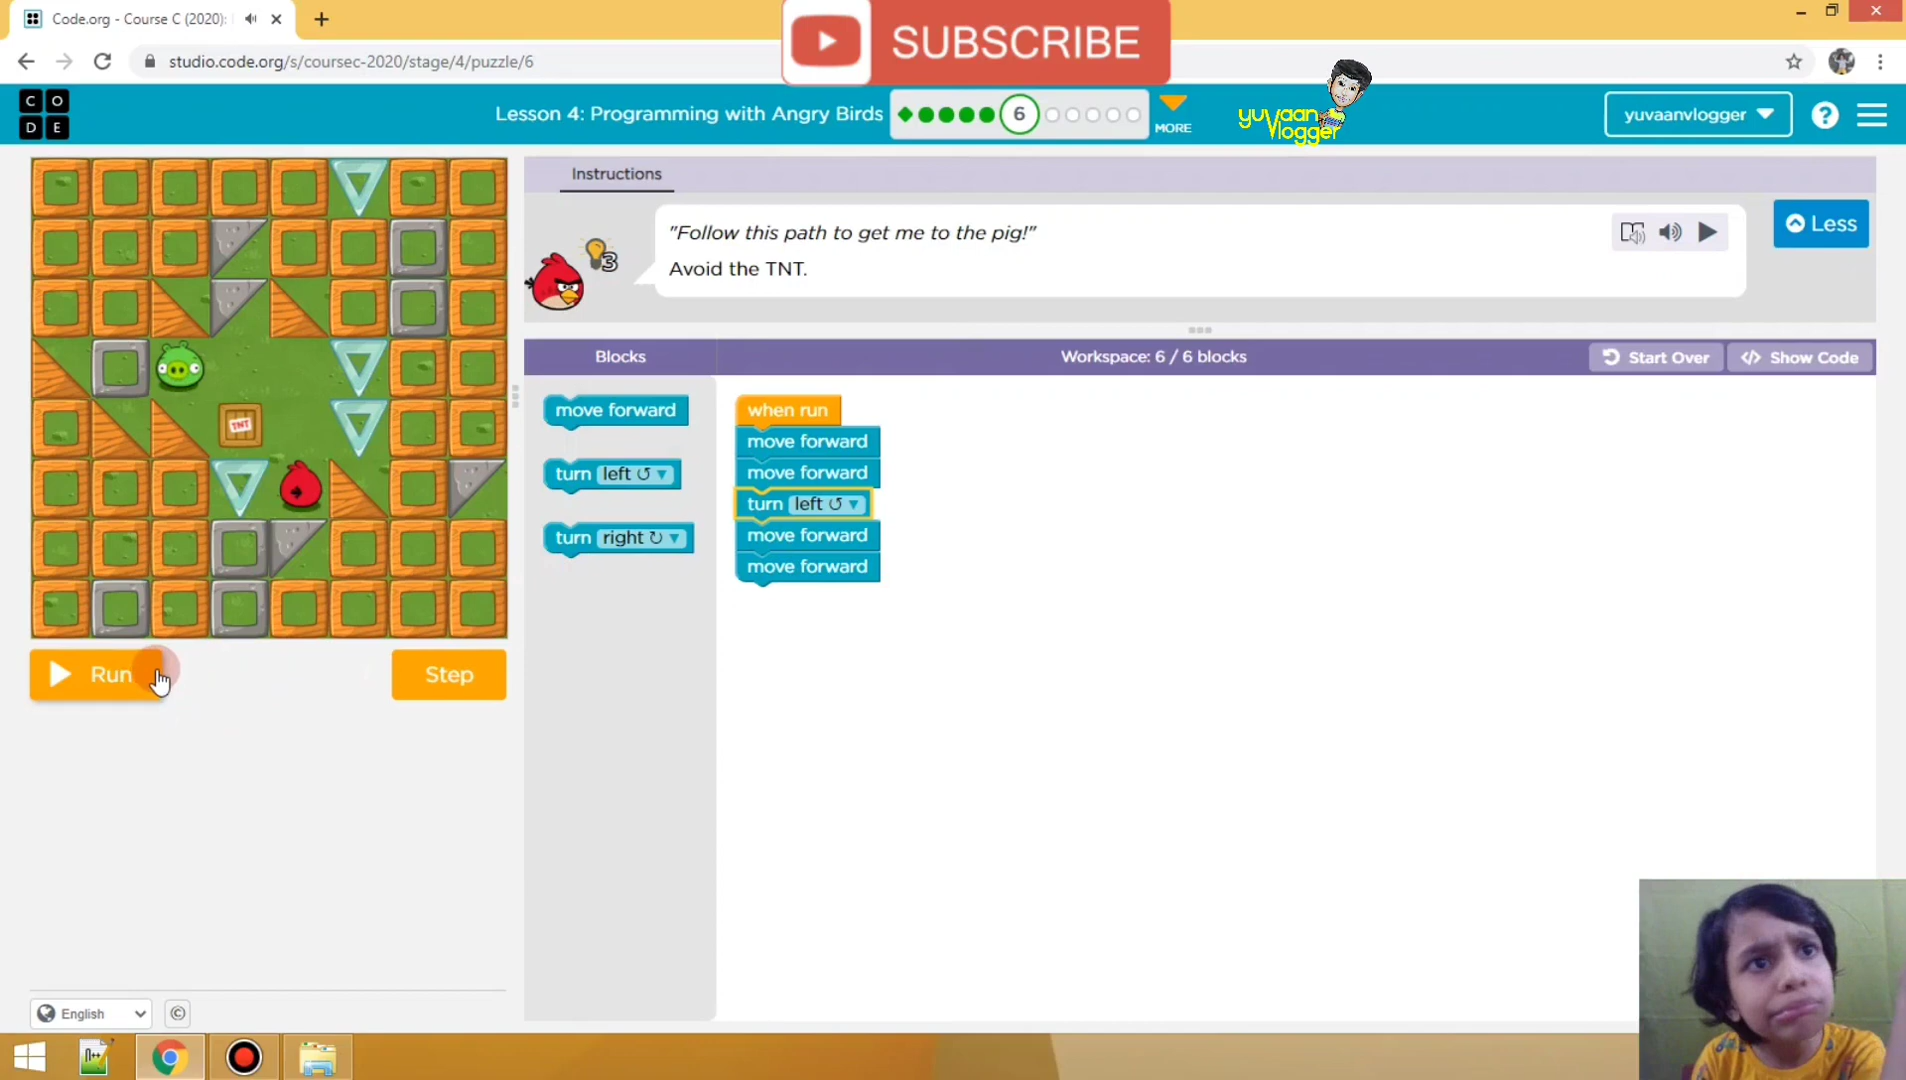 Code.org - Course C (2020):
SUBSCRIBE
studio.code.org/s/coursec-2020/stage/4/puzzle/6
C O
D E
Lesson 4: Programming with Angry Birds
6
MORE
yuvaan
Vlogger
yuvaanvlogger
?
Instructions
3
"Follow this path to get me to the pig!"
Avoid the TNT.
Less
Blocks
Workspace: 6 / 6 blocks
Start Over
Show Code
move forward
turn left
turn right
when run
move forward
move forward
turn left
move forward
move forward
TNT
Run
Step
English
©